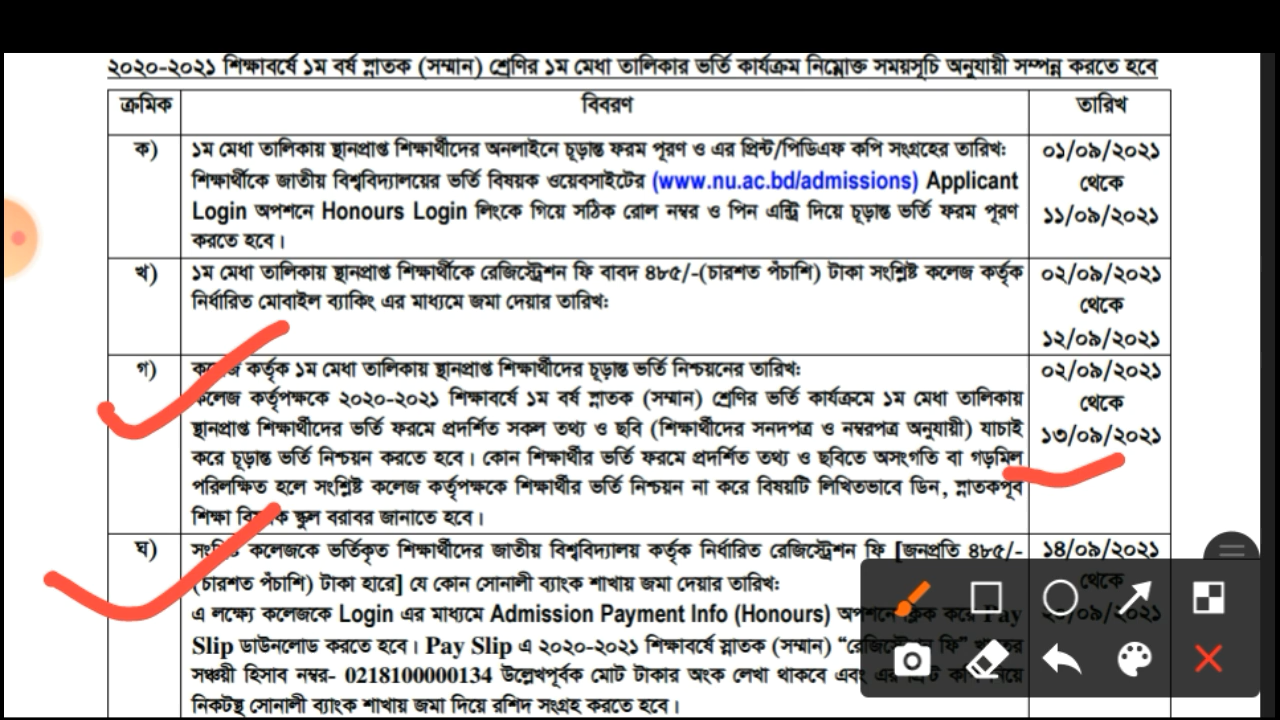 ২০২০-২০২১ শিক্ষাবর্ষে ১ম বর্ষ স্নাতক (সম্মান) শ্রেণির ১ম মেধা তালিকার ভর্তি কার্যক্রম নিম্নোক্ত সময়সূচি অনুযায়ী সম্পন্ন করতে হবে
ক্রমিক বিবরণ তারিখ
ক) ১ম মেধা তালিকায় স্থানপ্রাপ্ত শিক্ষার্থীদের অনলাইনে চূড়ান্ত ফরম পূরণ ও এর প্রিন্ট/পিডিএফ কপি সংগ্রহের তারিখঃ ০১/০৯/২০২১
শিক্ষার্থীকে জাতীয় বিশ্ববিদ্যালয়ের ভর্তি বিষয়ক ওয়েবসাইটের (www.nu.ac.bd/admissions) Applicant থেকে
Login অপশনে Honours Login লিংকে গিয়ে সঠিক রোল নম্বর ও পিন এন্ট্রি দিয়ে চূড়ান্ত ভর্তি ফরম পূরণ ১১/০৯/২০২১
করতে হবে।
খ) ১ম মেধা তালিকায় স্থানপ্রাপ্ত শিক্ষার্থীকে রেজিস্ট্রেশন ফি বাবদ ৪৮৫/-(চারশত পঁচাশি) টাকা সংশ্লিষ্ট কলেজ কর্তৃক ০২/০৯/২০২১
নির্ধারিত মোবাইল ব্যাকিং এর মাধ্যমে জমা দেয়ার তারিখঃ থেকে
১২/০৯/২০২১
গ) কলেজ কর্তৃক ১ম মেধা তালিকায় স্থানপ্রাপ্ত শিক্ষার্থীদের চূড়ান্ত ভর্তি নিশ্চয়নের তারিখঃ ০২/০৯/২০২১
কলেজ কর্তৃপক্ষকে ২০২০-২০২১ শিক্ষাবর্ষে ১ম বর্ষ স্নাতক (সম্মান) শ্রেণির ভর্তি কার্যক্রমে ১ম মেধা তালিকায় থেকে
স্থানপ্রাপ্ত শিক্ষার্থীদের ভর্তি ফরমে প্রদর্শিত সকল তথ্য ও ছবি (শিক্ষার্থীদের সনদপত্র ও নম্বরপত্র অনুযায়ী) যাচাই ১৩/০৯/২০২১
করে চূড়ান্ত ভর্তি নিশ্চয়ন করতে হবে। কোন শিক্ষার্থীর ভর্তি ফরমে প্রদর্শিত তথ্য ও ছবিতে অসংগতি বা গড়মিল
পরিলক্ষিত হলে সংশ্লিষ্ট কলেজ কর্তৃপক্ষকে শিক্ষার্থীর ভর্তি নিশ্চয়ন না করে বিষয়টি লিখিতভাবে ডিন, স্নাতকপূর্ব
শিক্ষা বিষয়ক স্কুল বরাবর জানাতে হবে।
ঘ) সংশ্লিষ্ট কলেজকে ভর্তিকৃত শিক্ষার্থীদের জাতীয় বিশ্ববিদ্যালয় কর্তৃক নির্ধারিত রেজিস্ট্রেশন ফি [জনপ্রতি ৪৮৫/- ১৪/০৯/২০২১
(চারশত পঁচাশি) টাকা হারে] যে কোন সোনালী ব্যাংক শাখায় জমা দেয়ার তারিখঃ থেকে
এ লক্ষ্যে কলেজকে Login এর মাধ্যমে Admission Payment Info (Honours) অপশনে ক্লিক করে Pay
Slip ডাউনলোড করতে হবে। Pay Slip এ ২০২০-২০২১ শিক্ষাবর্ষে স্নাতক (সম্মান) “রেজিস্ট্রেশন ফি” খাতের
সঞ্চয়ী হিসাব নম্বর- 0218100000134 উল্লেখপূর্বক মোট টাকার অংক লেখা থাকবে এবং এর প্রিন্ট কপি নিয়ে
নিকটস্থ সোনালী ব্যাংক শাখায় জমা দিয়ে রশিদ সংগ্রহ করতে হবে।